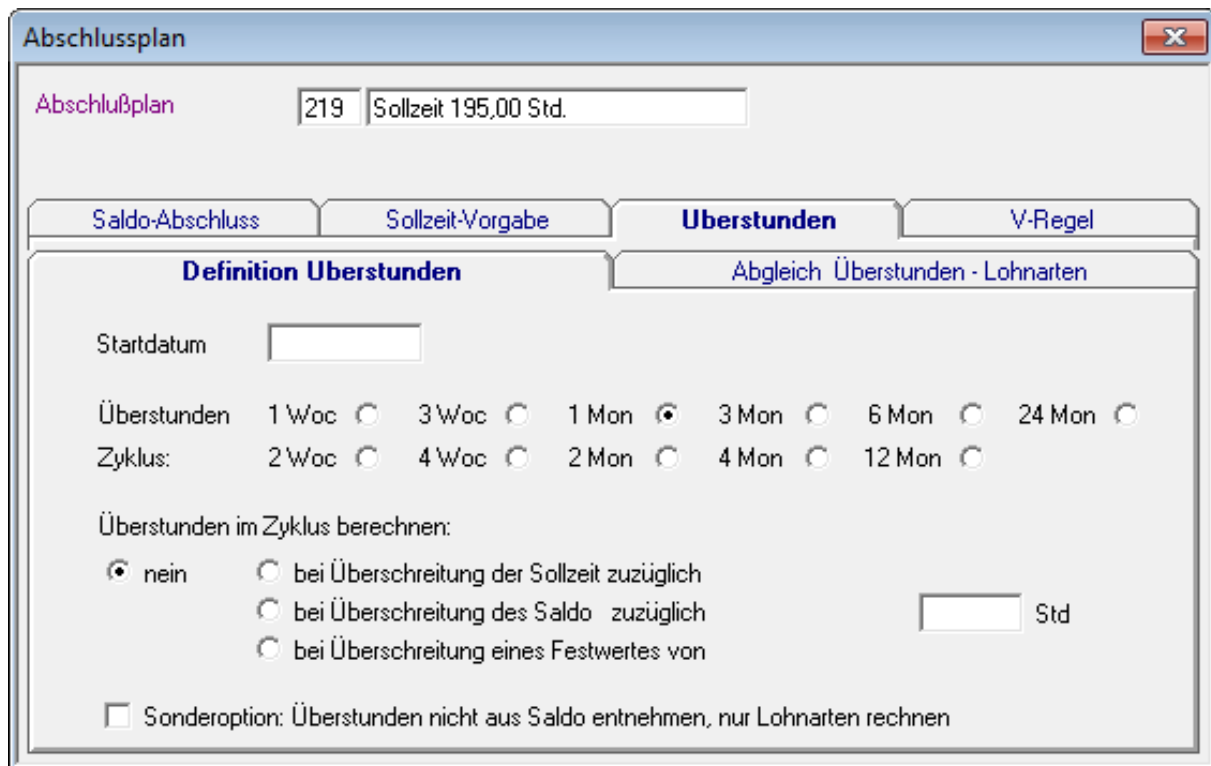 Abschlussplan
Abschlußplan 219 Sollzeit 195,00 Std.
Saldo-Abschluss Sollzeit-Vorgabe Uberstunden V-Regel
Definition Uberstunden Abgleich Überstunden - Lohnarten
Startdatum
Überstunden 1 Woc 3 Woc 1 Mon 3 Mon 6 Mon 24 Mon
Zyklus: 2 Woc 4 Woc 2 Mon 4 Mon 12 Mon
Überstunden im Zyklus berechnen:
nein bei Überschreitung der Sollzeit zuzüglich
bei Überschreitung des Saldo zuzüglich Std
bei Überschreitung eines Festwertes von
Sonderoption: Überstunden nicht aus Saldo entnehmen, nur Lohnarten rechnen